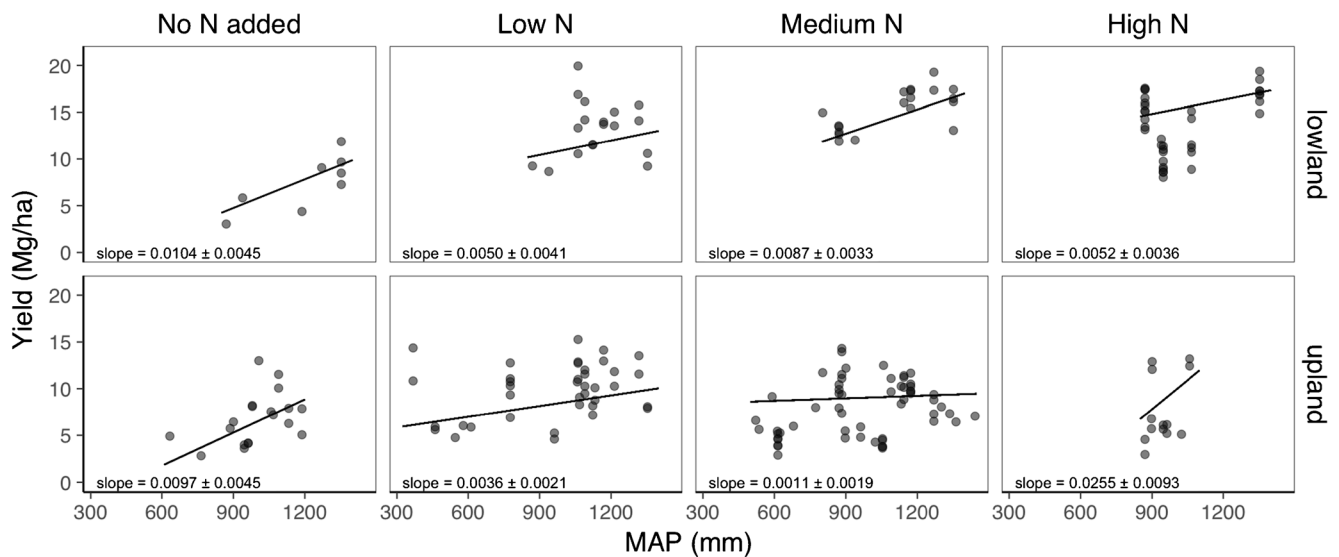 No N added Low N Medium N High N
20
15
10
5
0
slope = 0.0104 ± 0.0045 slope = 0.0050 ± 0.0041 slope = 0.0087 ± 0.0033 slope = 0.0052 ± 0.0036
lowland
Yield (Mg/ha)
20
15
10
5
0
slope = 0.0097 ± 0.0045 slope = 0.0036 ± 0.0021 slope = 0.0011 ± 0.0019 slope = 0.0255 ± 0.0093
upland
300 600 900 1200 300 600 900 1200 300 600 900 1200 300 600 900 1200
MAP (mm)